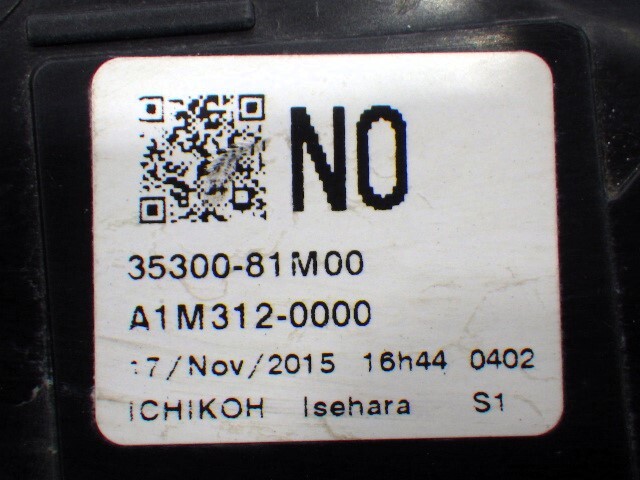 NO
35300-81M00
A1M312-0000
17/Nov/2015 16h44 0402
ICHIKOH Isehara S1